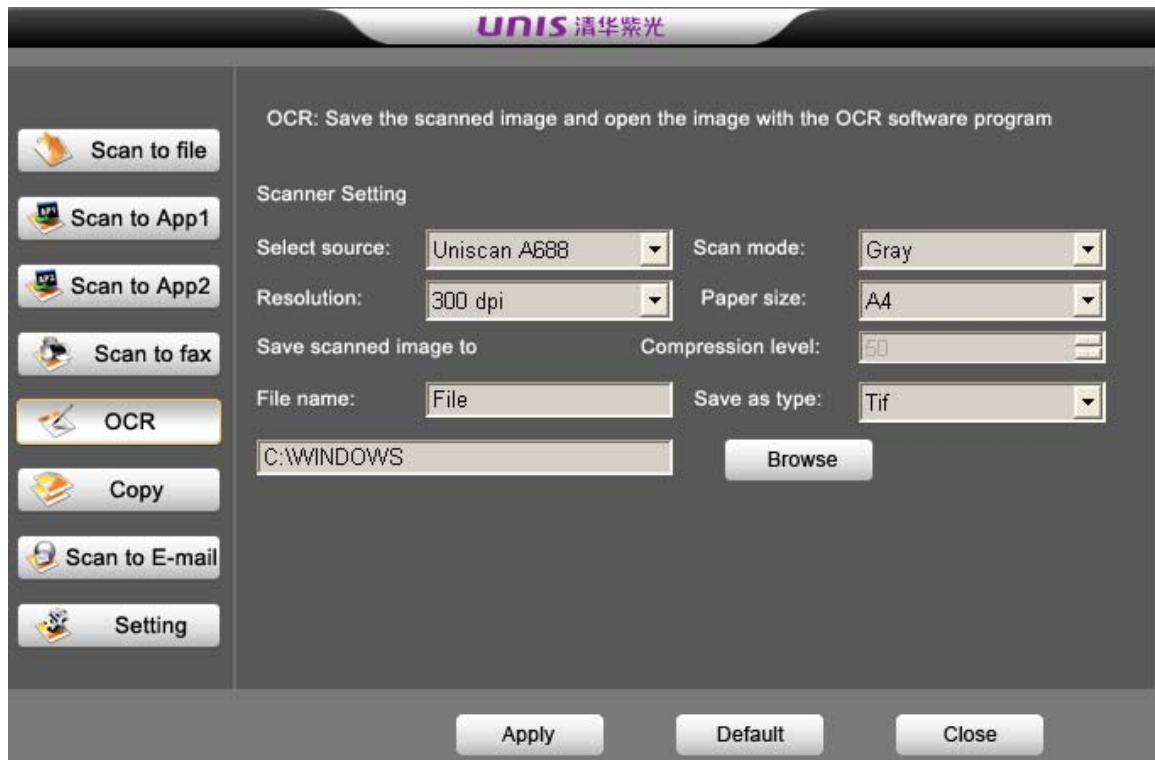 UNIS 清华紫光
Scan to file
Scan to App1
Scan to App2
Scan to fax
OCR
Copy
Scan to E-mail
Setting
OCR: Save the scanned image and open the image with the OCR software program
Scanner Setting
Select source: Uniscan A688 Scan mode: Gray
Resolution: 300 dpi Paper size: A4
Save scanned image to Compression level: 60
File name: File Save as type: Tif
C:\WINDOWS Browse
Apply Default Close